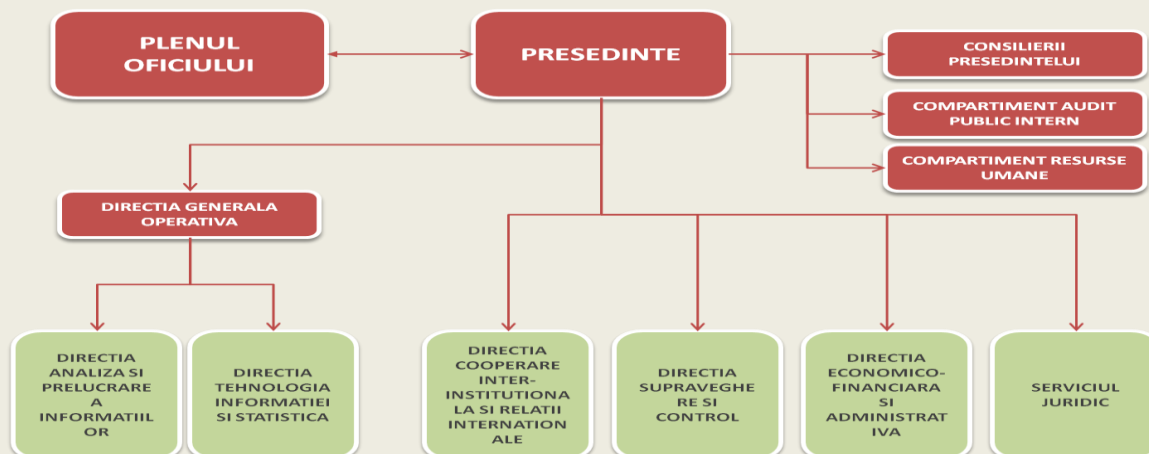 PLENUL
OFICIULUI
PRESEDINTE
CONSILIERII
PRESEDINTELUI
COMPARTIMENT AUDIT
PUBLIC INTERN
COMPARTIMENT RESURSE
UMANE
DIRECTIA GENERALA
OPERATIVA
DIRECTIA
ANALIZA SI
PRELUCRARE
A
INFORMATIIL
OR
DIRECTIA
TEHNOLOGIA
INFORMATIEI
SI STATISTICA
DIRECTIA
COOPERARE
INTER-
INSTITUTIONA
LA SI RELATII
INTERNATION
ALE
DIRECTIA
SUPRAVEGHE
RE SI
CONTROL
DIRECTIA
ECONOMICO-
FINANCIARA
SI
ADMINISTRAT
IVA
SERVICIUL
JURIDIC